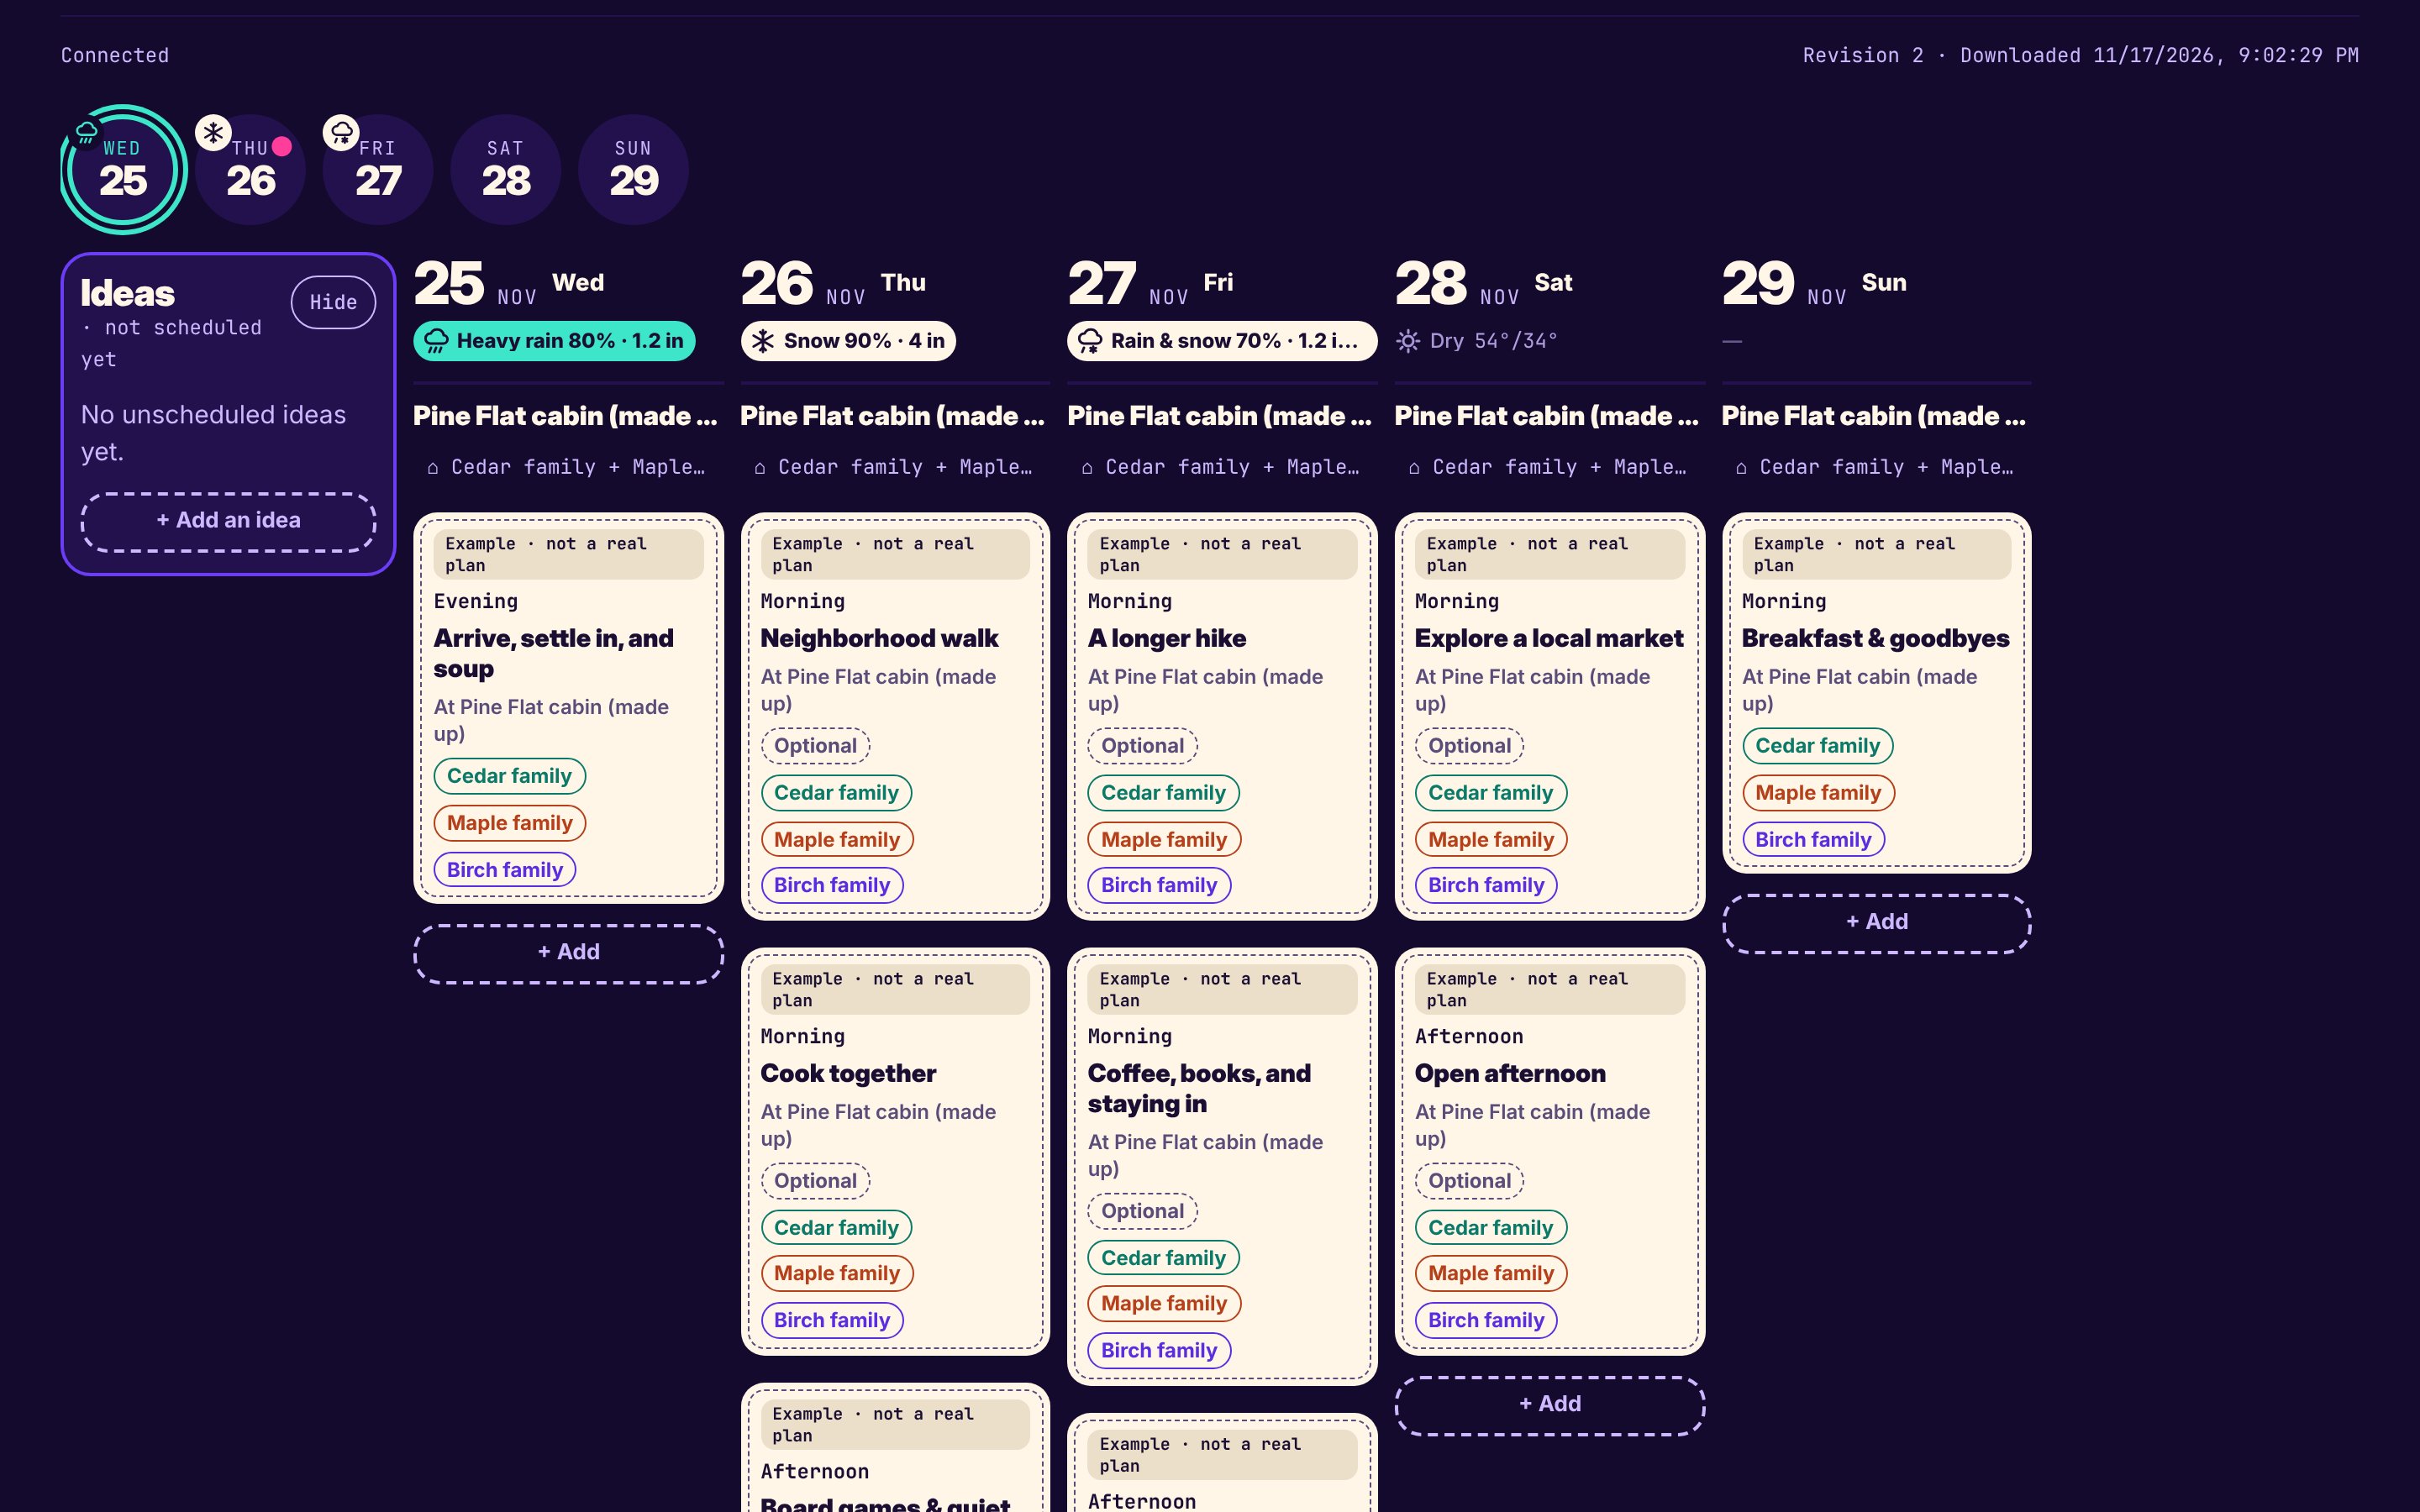 Connected
Revision 2 · Downloaded 11/17/2026, 9:02:29 PM
WED
25
THU
26
FRI
27
SAT
28
SUN
29
Ideas
· not scheduled
yet
Hide
No unscheduled ideas
yet.
+ Add an idea
25 NOV Wed
Heavy rain 80% · 1.2 in
Pine Flat cabin (made ...
⌂ Cedar family + Maple…
Example · not a real
plan
Evening
Arrive, settle in, and
soup
At Pine Flat cabin (made
up)
Cedar family
Maple family
Birch family
+ Add
26 NOV Thu
Snow 90% · 4 in
Pine Flat cabin (made ...
⌂ Cedar family + Maple…
Example · not a real
plan
Morning
Neighborhood walk
At Pine Flat cabin (made
up)
Optional
Cedar family
Maple family
Birch family
Example · not a real
plan
Morning
Cook together
At Pine Flat cabin (made
up)
Optional
Cedar family
Maple family
Birch family
Example · not a real
plan
Afternoon
Board games & quiet
27 NOV Fri
Rain & snow 70% · 1.2 i...
Pine Flat cabin (made ...
⌂ Cedar family + Maple…
Example · not a real
plan
Morning
A longer hike
At Pine Flat cabin (made
up)
Optional
Cedar family
Maple family
Birch family
Example · not a real
plan
Morning
Coffee, books, and
staying in
At Pine Flat cabin (made
up)
Optional
Cedar family
Maple family
Birch family
Example · not a real
plan
Afternoon
28 NOV Sat
Dry 54°/34°
Pine Flat cabin (made ...
⌂ Cedar family + Maple…
Example · not a real
plan
Morning
Explore a local market
At Pine Flat cabin (made
up)
Optional
Cedar family
Maple family
Birch family
Example · not a real
plan
Afternoon
Open afternoon
At Pine Flat cabin (made
up)
Optional
Cedar family
Maple family
Birch family
+ Add
29 NOV Sun
—
Pine Flat cabin (made ...
⌂ Cedar family + Maple…
Example · not a real
plan
Morning
Breakfast & goodbyes
At Pine Flat cabin (made
up)
Cedar family
Maple family
Birch family
+ Add